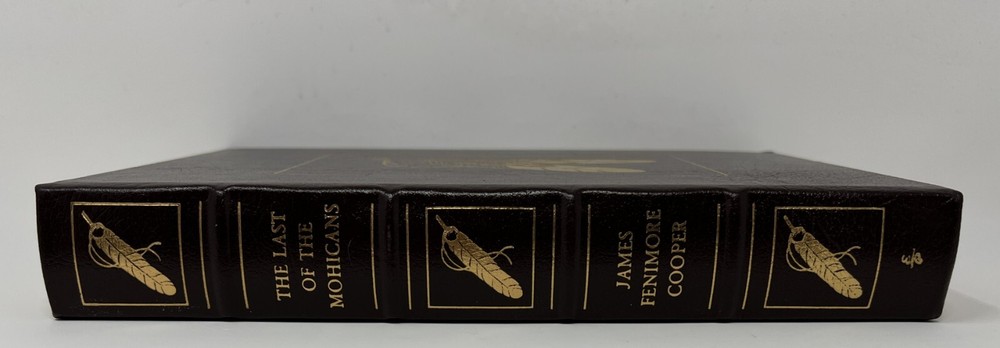 THE LAST
OF THE
MOHICANS
JAMES
FENIMORE
COOPER